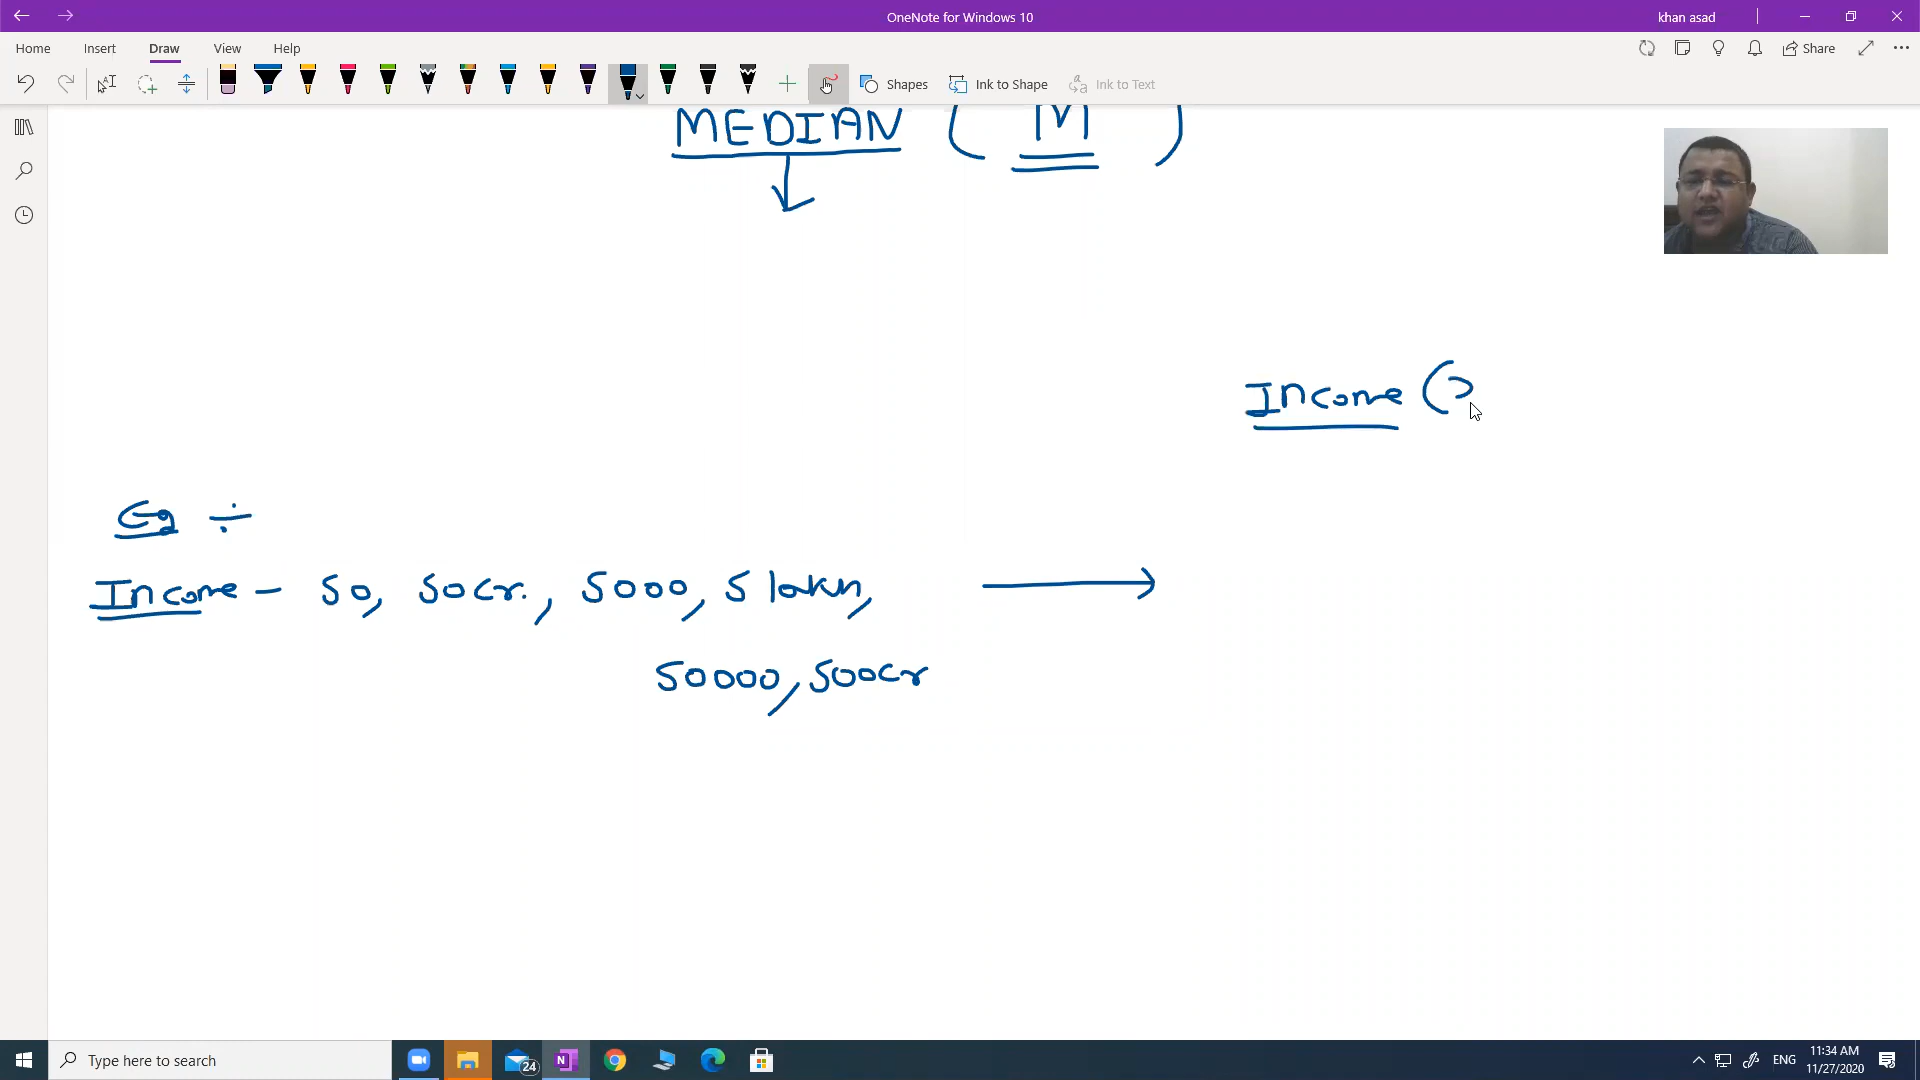 OneNote for Windows 10
khan asad
Home Insert Draw View Help
Share
Shapes Ink to Shape Ink to Text
MEDIAN ( M )
Income (x
Eg ÷
Income - 50, 50cr., 5000, 5 lakh,
50000, 500cr
Type here to search
24
ENG
11:34 AM
11/27/2020